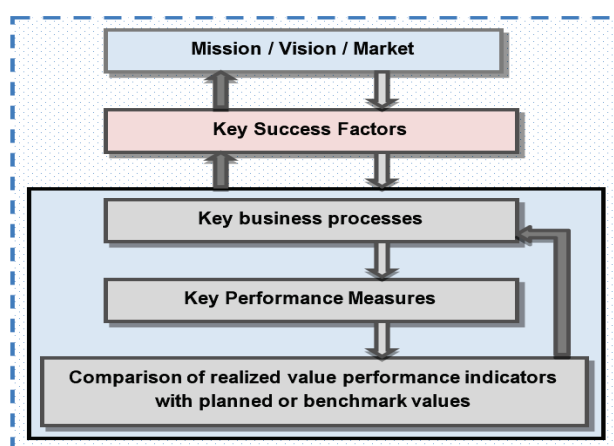 Mission / Vision / Market
Key Success Factors
Key business processes
Key Performance Measures
Comparison of realized value performance indicators
with planned or benchmark values